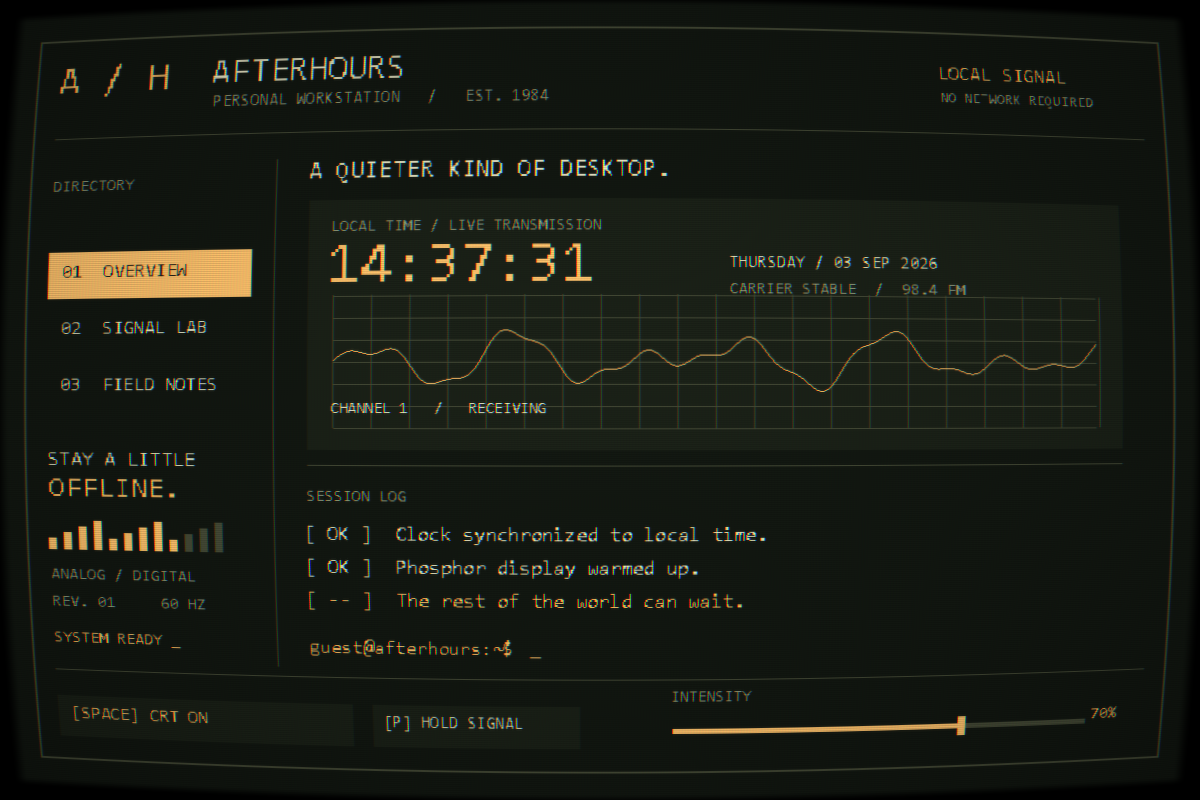 A / H
AFTERHOURS
PERSONAL WORKSTATION / EST. 1984
LOCAL SIGNAL
NO NETWORK REQUIRED
DIRECTORY
01 OVERVIEW
02 SIGNAL LAB
03 FIELD NOTES
STAY A LITTLE
OFFLINE.
ANALOG / DIGITAL
REV. 01 60 HZ
SYSTEM READY _
A QUIETER KIND OF DESKTOP.
LOCAL TIME / LIVE TRANSMISSION
14:37:31
THURSDAY / 03 SEP 2026
CARRIER STABLE / 98.4 FM
CHANNEL 1 / RECEIVING
SESSION LOG
[ OK ] Clock synchronized to local time.
[ OK ] Phosphor display warmed up.
[ -- ] The rest of the world can wait.
guest@afterhours:~$ _
[SPACE] CRT ON
[P] HOLD SIGNAL
INTENSITY
70%